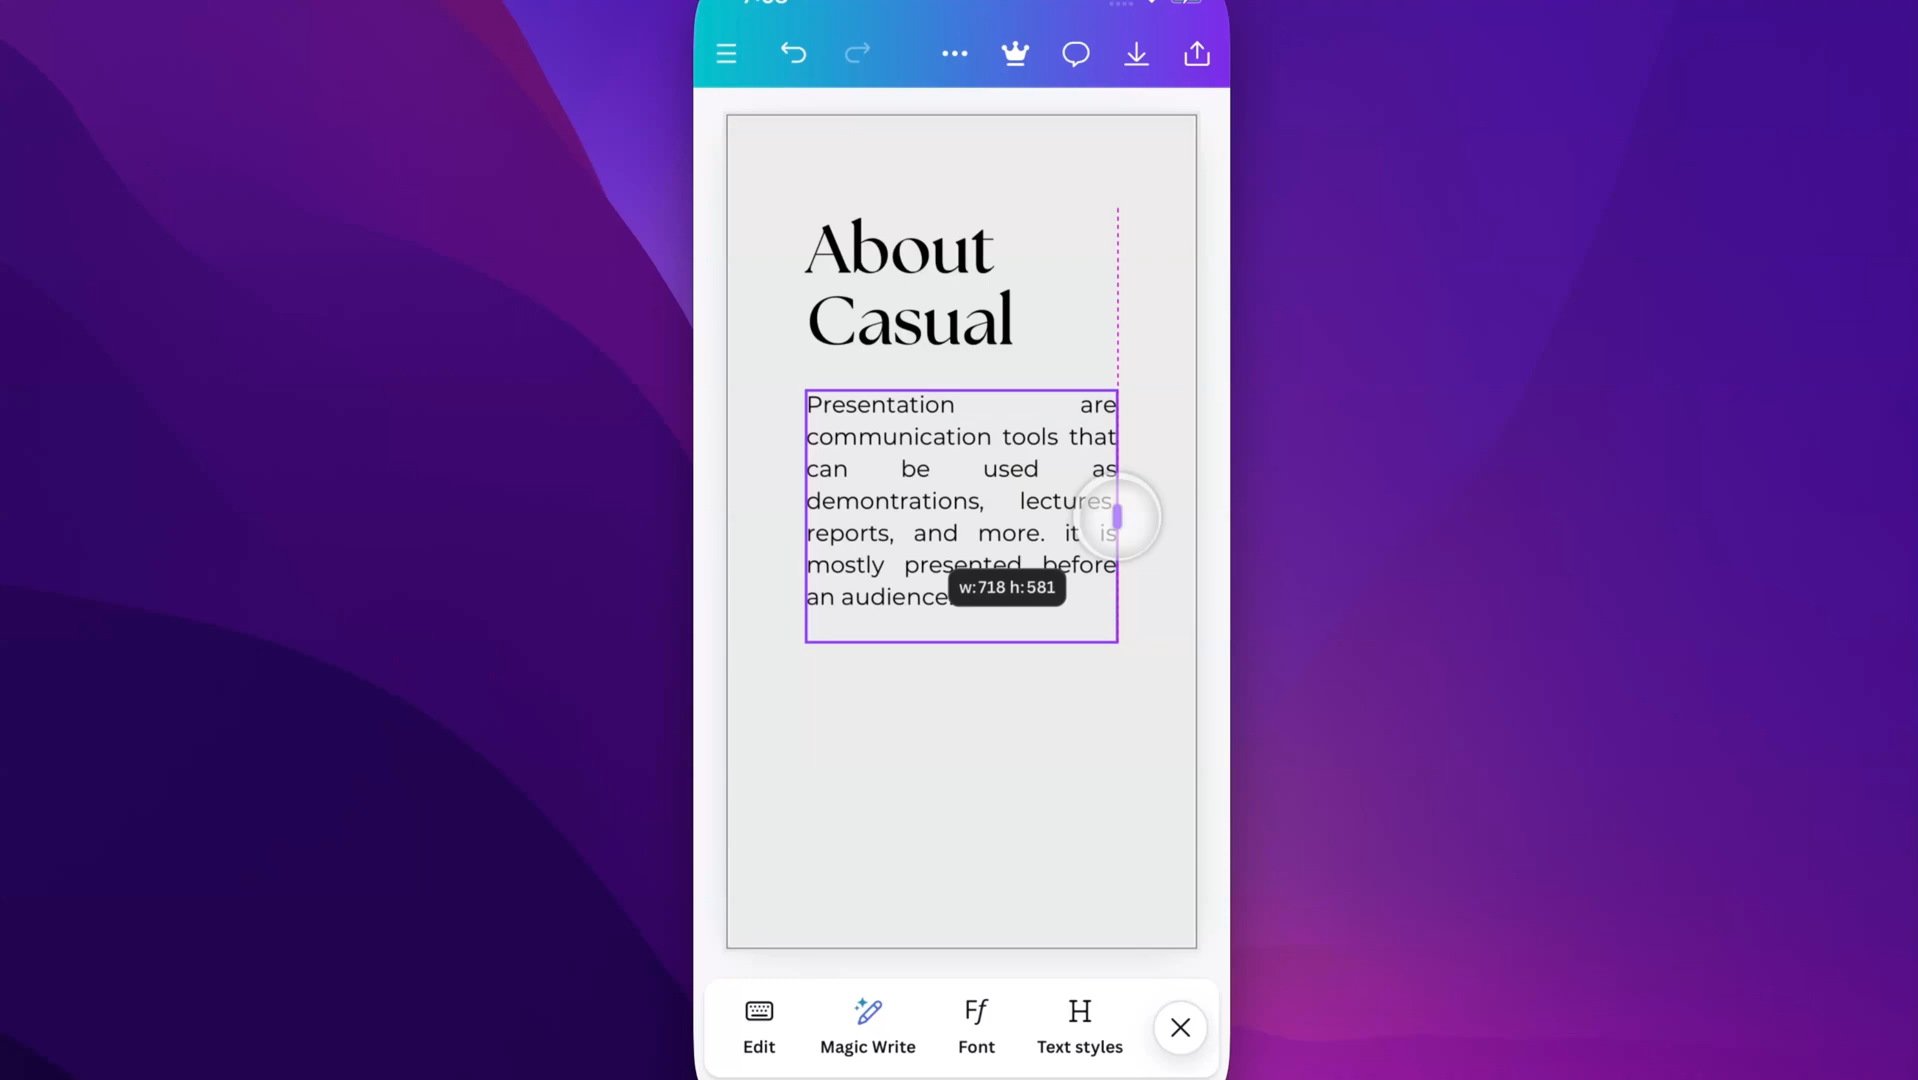 About
Casual
Presentation are
communication tools that
can be used as
demontrations, lectures,
reports, and more. it is
mostly presented before
an audience.
w:718 h:581
Edit
Magic Write
Ff
Font
H
Text styles